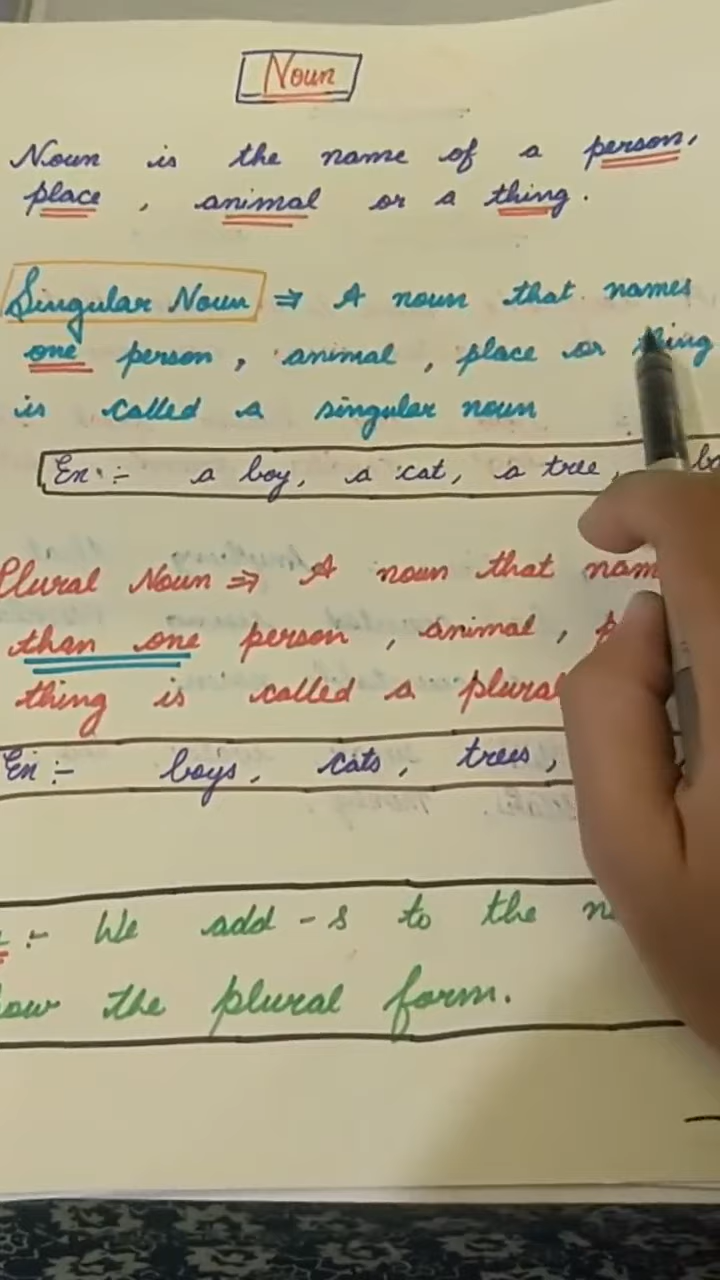 Noun
Noun is the name of a person,
place, animal or a thing.
Singular Noun ⇒ A noun that names
one person, animal, place or thing
is called a singular noun
Ex:- a boy, a cat, a tree,
Plural Noun ⇒ A noun that
than one person, animal,
thing is called a plural
Ex:- boys, cats, trees,
:- We add -s to the
the plural form.